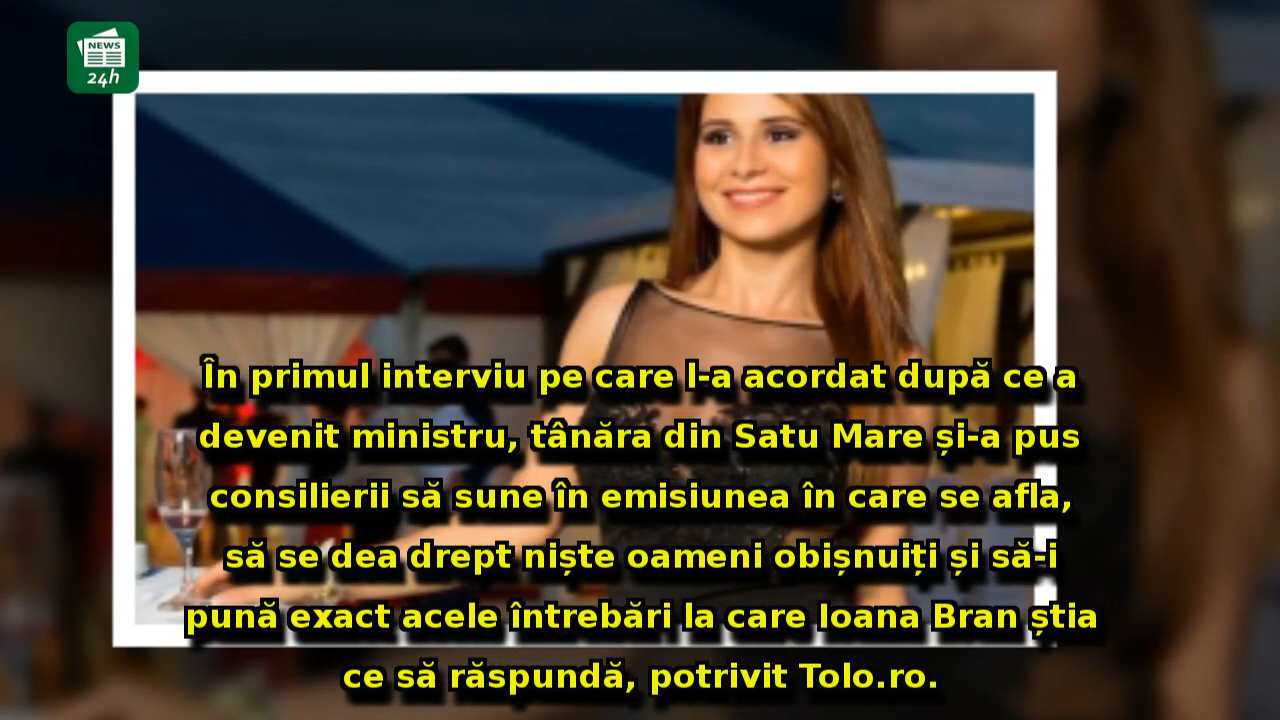 NEWS
24h
În primul interviu pe care l-a acordat după ce a
devenit ministru, tânăra din Satu Mare și-a pus
consilierii să sune în emisiunea în care se afla,
să se dea drept niște oameni obișnuiți și să-i
pună exact acele întrebări la care Ioana Bran știa
ce să răspundă, potrivit Tolo.ro.